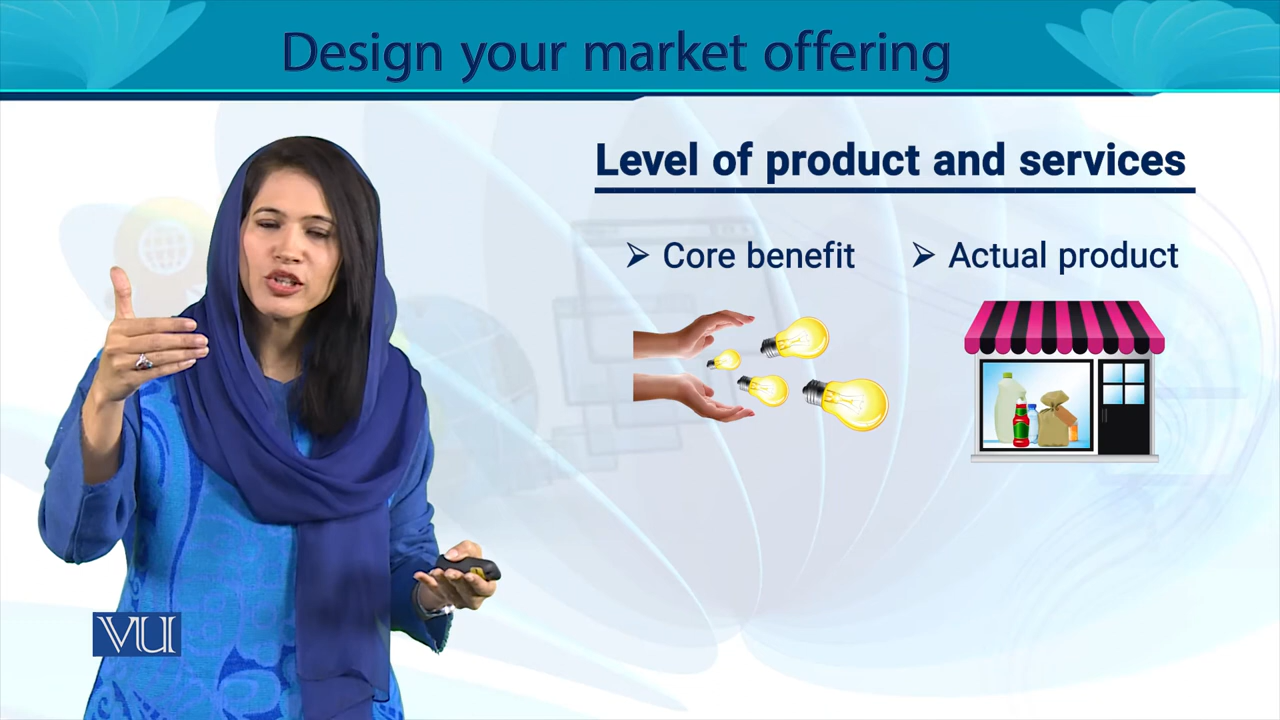 Design your market offering
Level of product and services
➢ Core benefit
➢ Actual product
VU